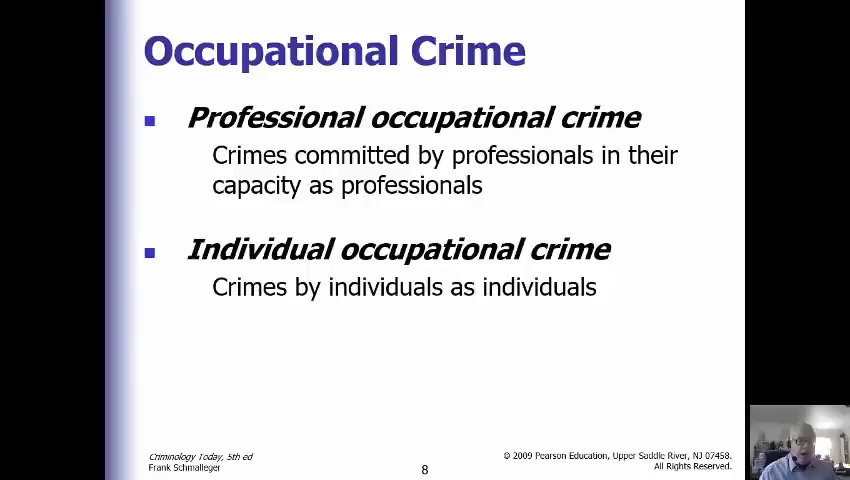 Occupational Crime
Professional occupational crime
Crimes committed by professionals in their
capacity as professionals
Individual occupational crime
Crimes by individuals as individuals
Criminology Today, 5th ed
Frank Schmalleger
8
© 2009 Pearson Education, Upper Saddle River, NJ 07458.
All Rights Reserved.